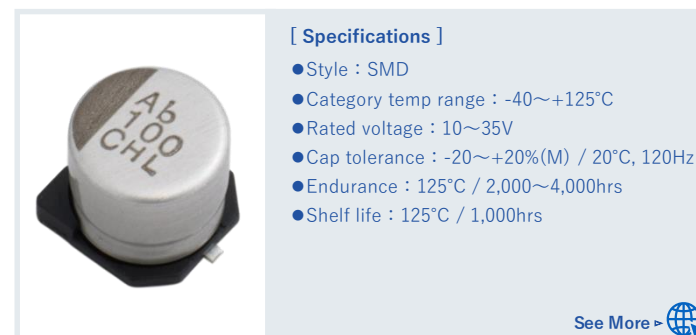 Ab
100
CHL
[ Specifications ]
●Style：SMD
●Category temp range：-40～+125°C
●Rated voltage：10～35V
●Cap tolerance：-20～+20%(M) / 20°C, 120Hz
●Endurance：125°C / 2,000～4,000hrs
●Shelf life：125°C / 1,000hrs
See More ▹